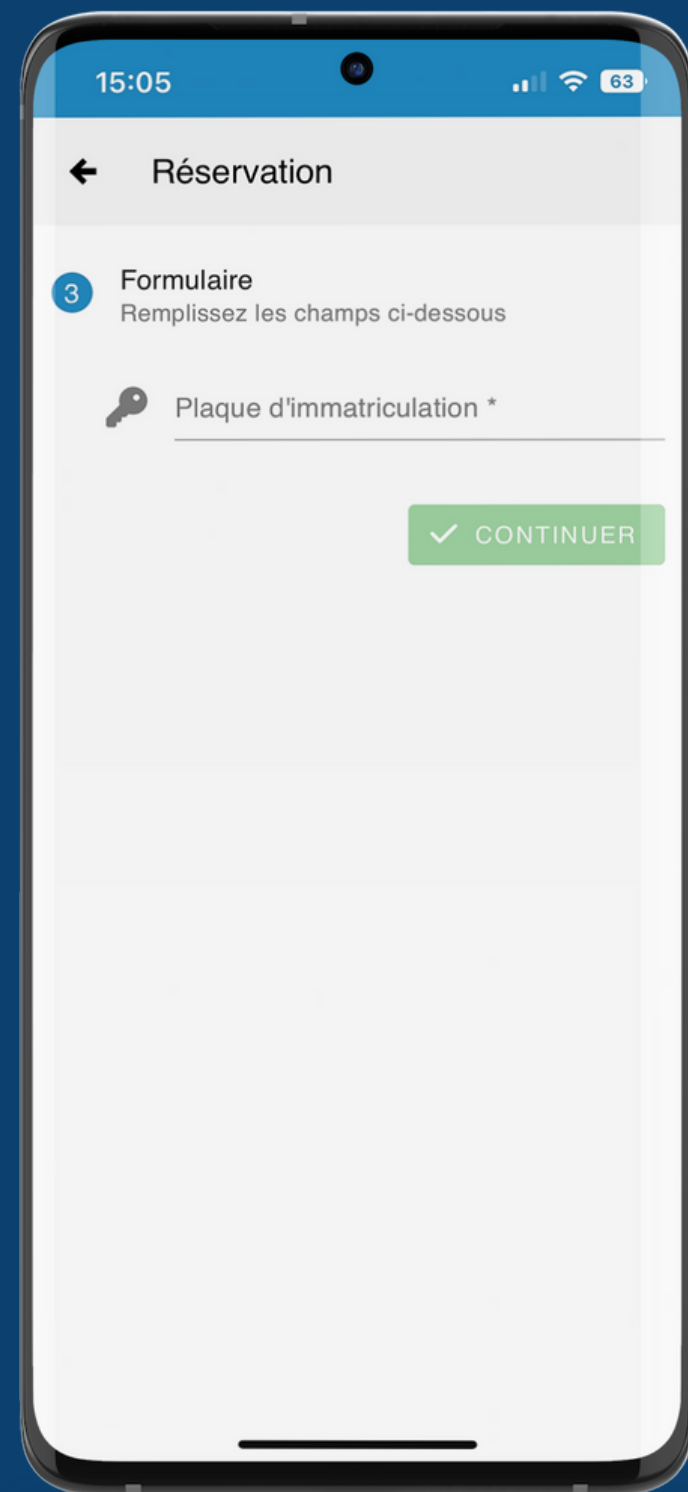 15:05
63
Réservation
3
Formulaire
Remplissez les champs ci-dessous
Plaque d'immatriculation *
CONTINUER